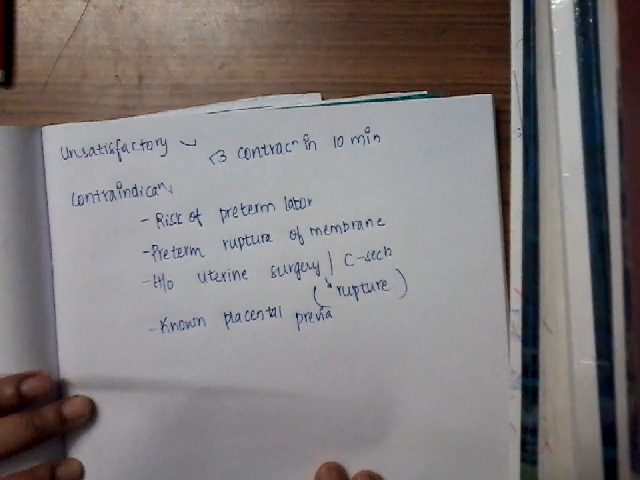 Unsatisfactory ~ <3 contracn in 10 min
Contraindican.
- Risk of preterm labor
- Preterm rupture of membrane
- H/o uterine surgery / C-secn
(↓ rupture)
- Known placental previa